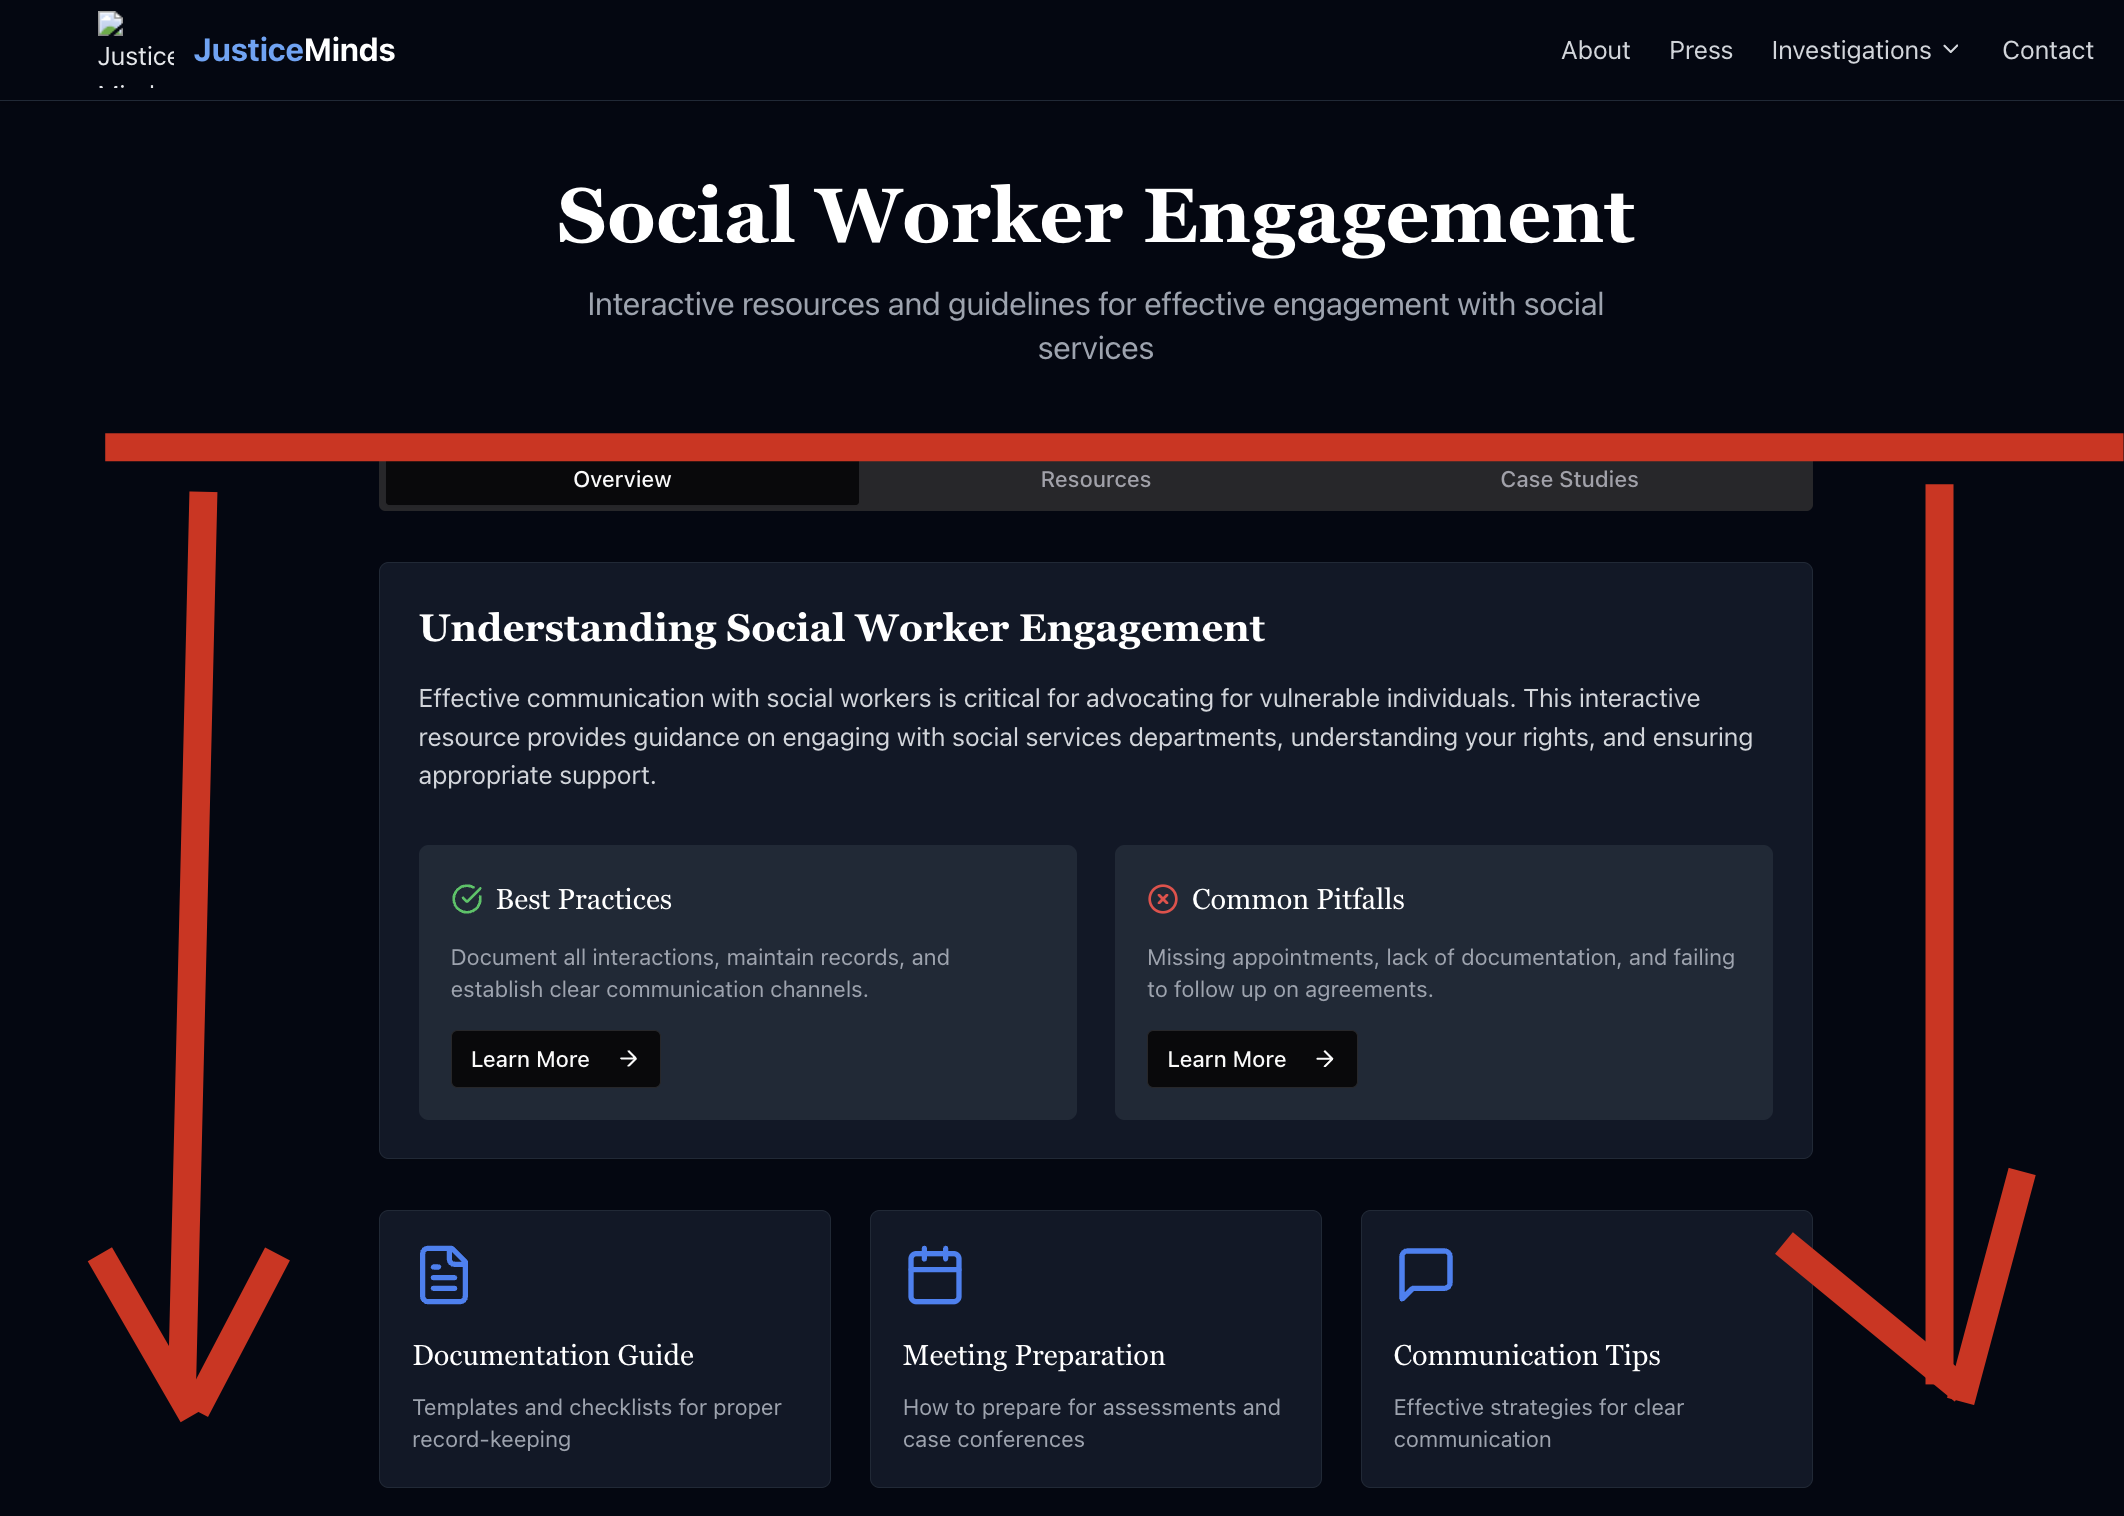 Justice
JusticeMinds
About
Press
Investigations
Contact
Social Worker Engagement
Interactive resources and guidelines for effective engagement with social
services
Overview
Resources
Case Studies
Understanding Social Worker Engagement
Effective communication with social workers is critical for advocating for vulnerable individuals. This interactive
resource provides guidance on engaging with social services departments, understanding your rights, and ensuring
appropriate support.
Best Practices
Document all interactions, maintain records, and
establish clear communication channels.
Learn More
Common Pitfalls
Missing appointments, lack of documentation, and failing
to follow up on agreements.
Learn More
Documentation Guide
Templates and checklists for proper
record-keeping
Meeting Preparation
How to prepare for assessments and
case conferences
Communication Tips
Effective strategies for clear
communication